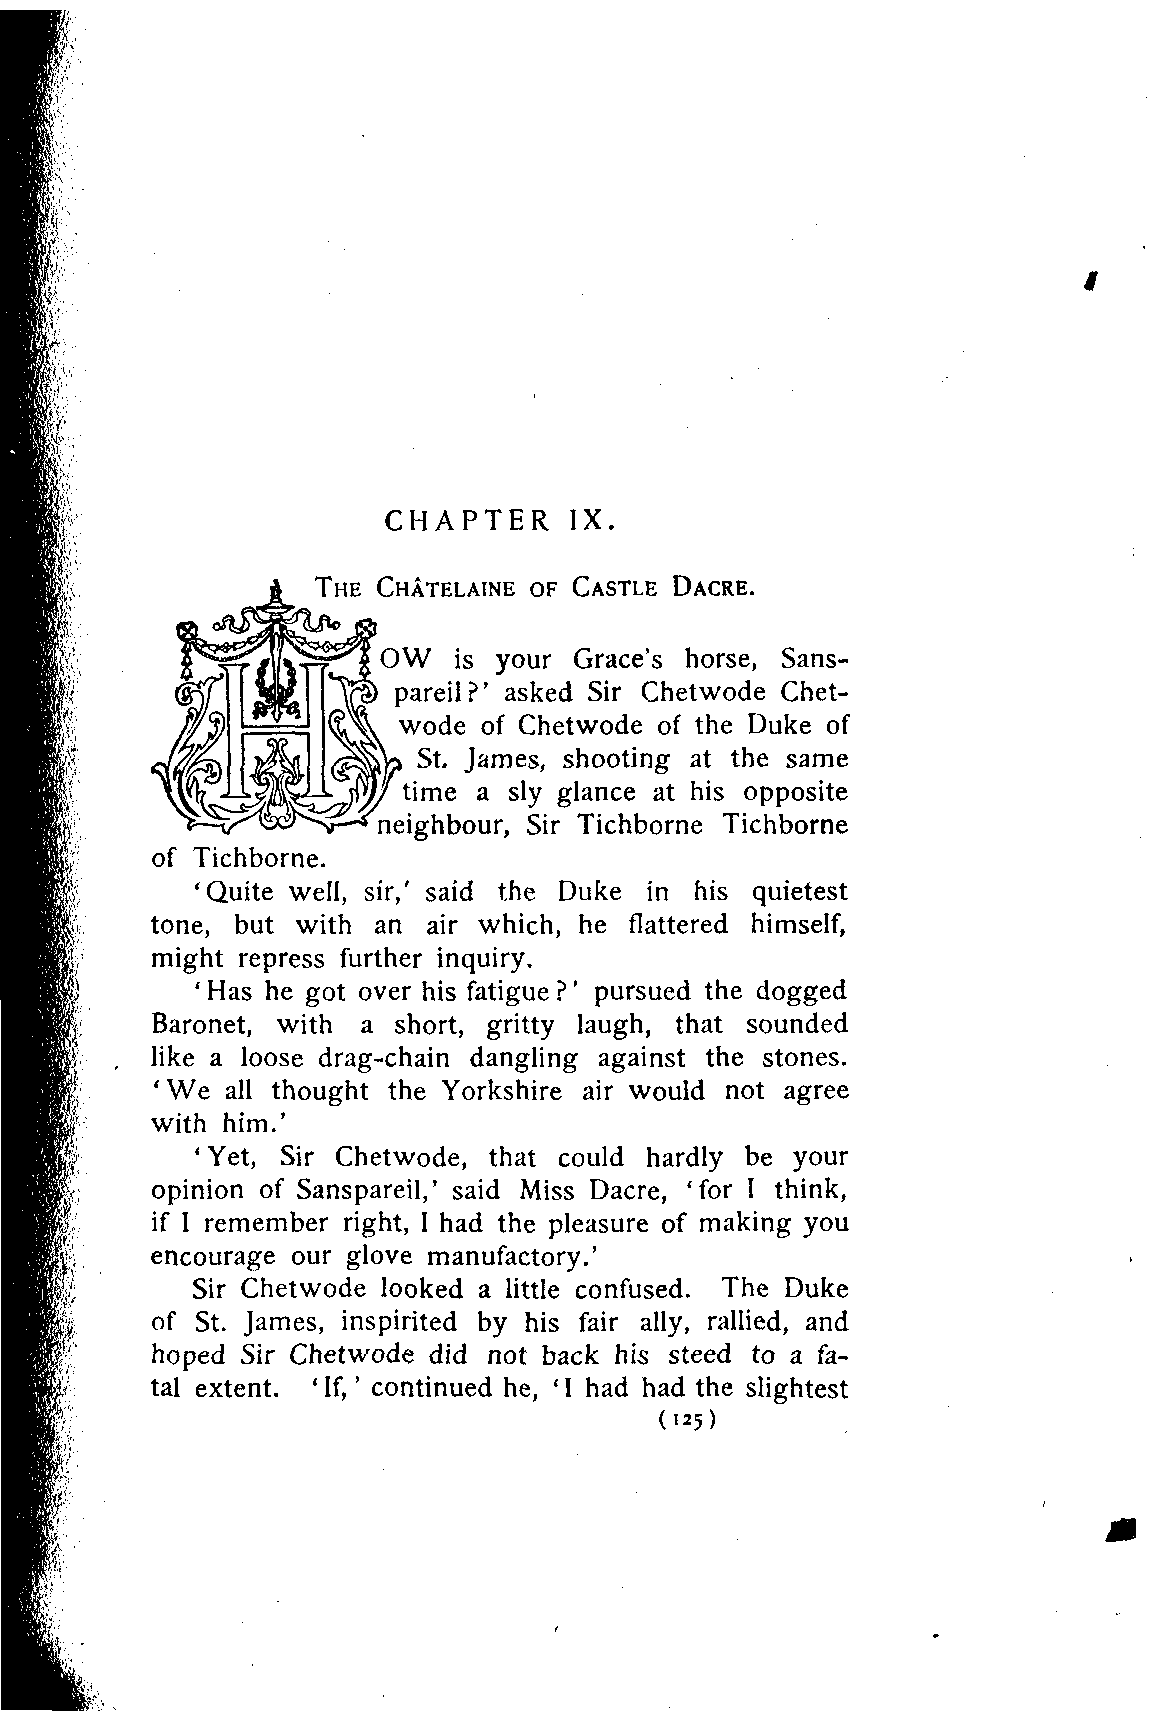 CHAPTER IX.
THE CHÂTELAINE OF CASTLE DACRE.
HOW is your Grace's horse, Sans-
pareil?' asked Sir Chetwode Chet-
wode of Chetwode of the Duke of
St. James, shooting at the same
time a sly glance at his opposite
neighbour, Sir Tichborne Tichborne
of Tichborne.
'Quite well, sir,' said the Duke in his quietest
tone, but with an air which, he flattered himself,
might repress further inquiry.
'Has he got over his fatigue?' pursued the dogged
Baronet, with a short, gritty laugh, that sounded
like a loose drag-chain dangling against the stones.
'We all thought the Yorkshire air would not agree
with him.'
'Yet, Sir Chetwode, that could hardly be your
opinion of Sanspareil,' said Miss Dacre, 'for I think,
if I remember right, I had the pleasure of making you
encourage our glove manufactory.'
Sir Chetwode looked a little confused. The Duke
of St. James, inspirited by his fair ally, rallied, and
hoped Sir Chetwode did not back his steed to a fa-
tal extent. 'If,' continued he, 'I had had the slightest
(125)